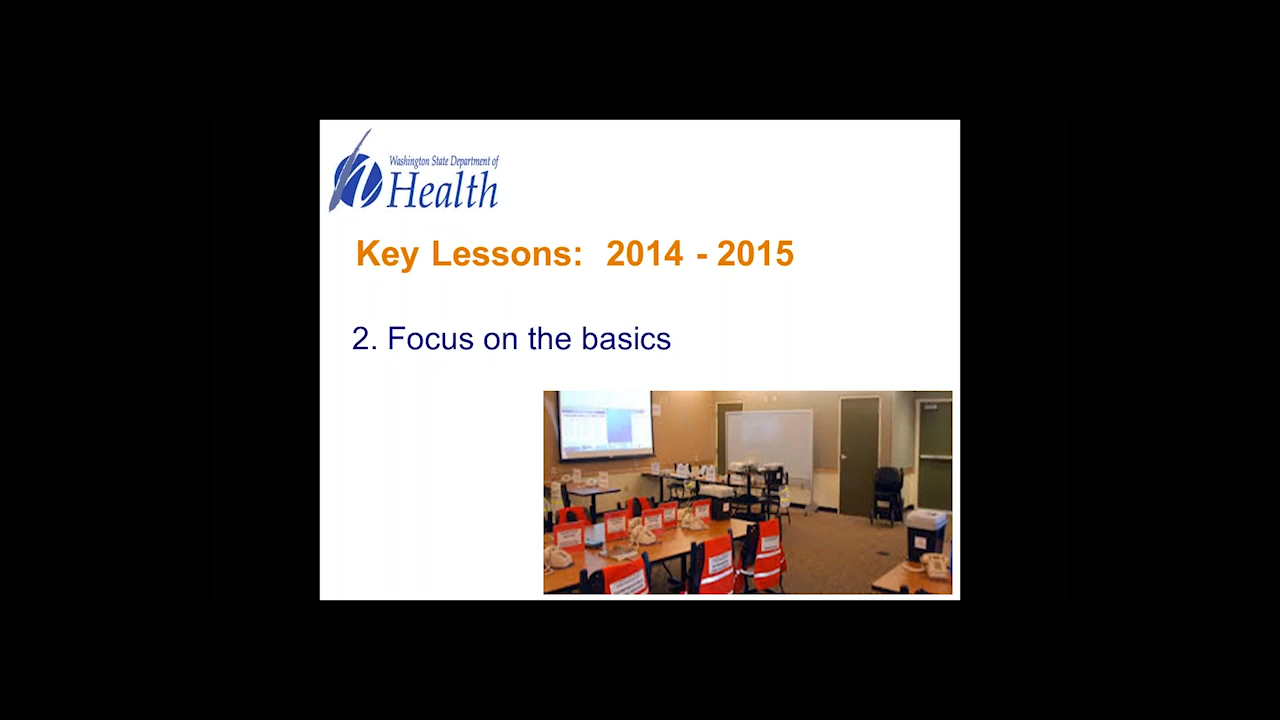 Washington State Department of
Health
Key Lessons: 2014 - 2015
2. Focus on the basics